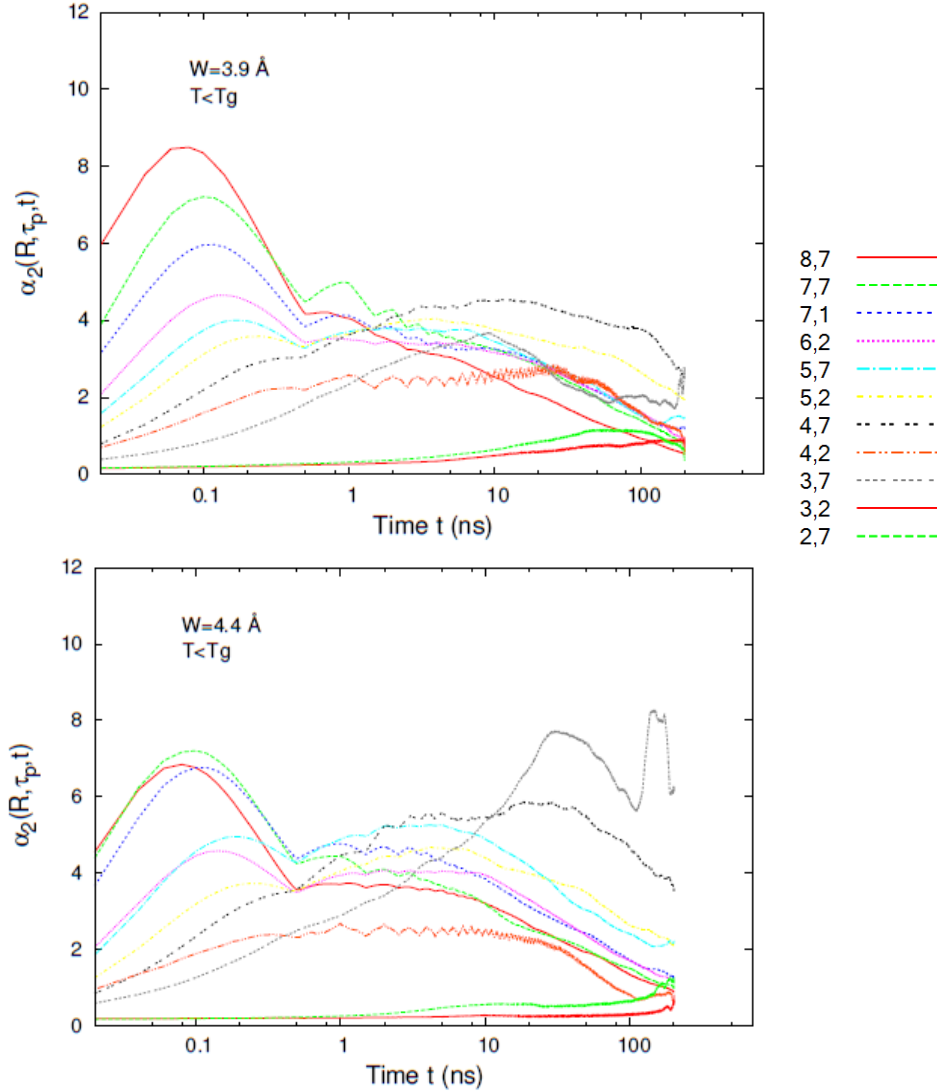 12
10
8
6
4
2
0
α₂(R,τₚ,t)
W=3.9 Å
T<Tg
0.1 1 10 100
Time t (ns)
8,7
7,7
7,1
6,2
5,7
5,2
4,7
4,2
3,7
3,2
2,7
12
10
8
6
4
2
0
α₂(R,τₚ,t)
W=4.4 Å
T<Tg
0.1 1 10 100
Time t (ns)